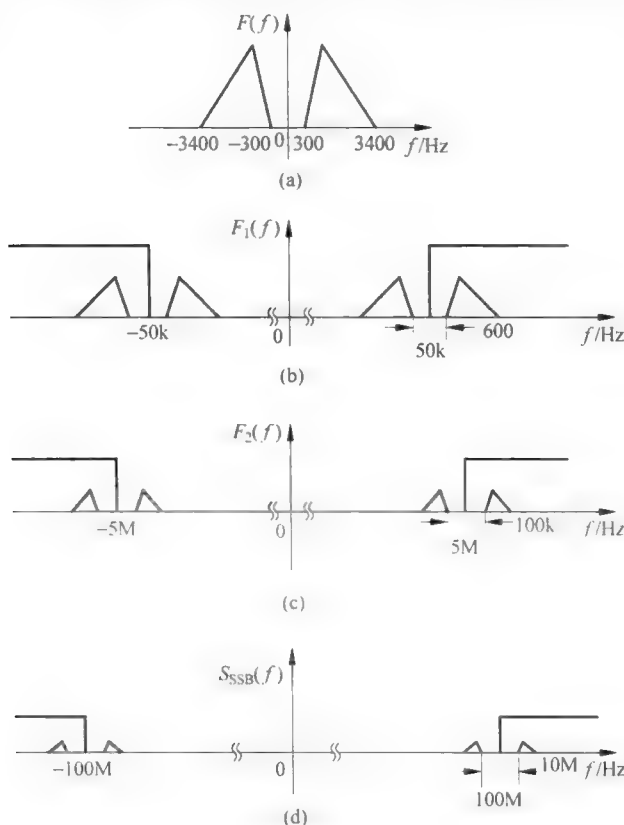 F(f)
−3400 −300 0 300 3400 f/Hz
(a)
F₁(f)
−50k 0 50k 600 f/Hz
(b)
F₂(f)
−5M 0 5M 100k f/Hz
(c)
S_SSB(f)
−100M 0 100M 10M f/Hz
(d)